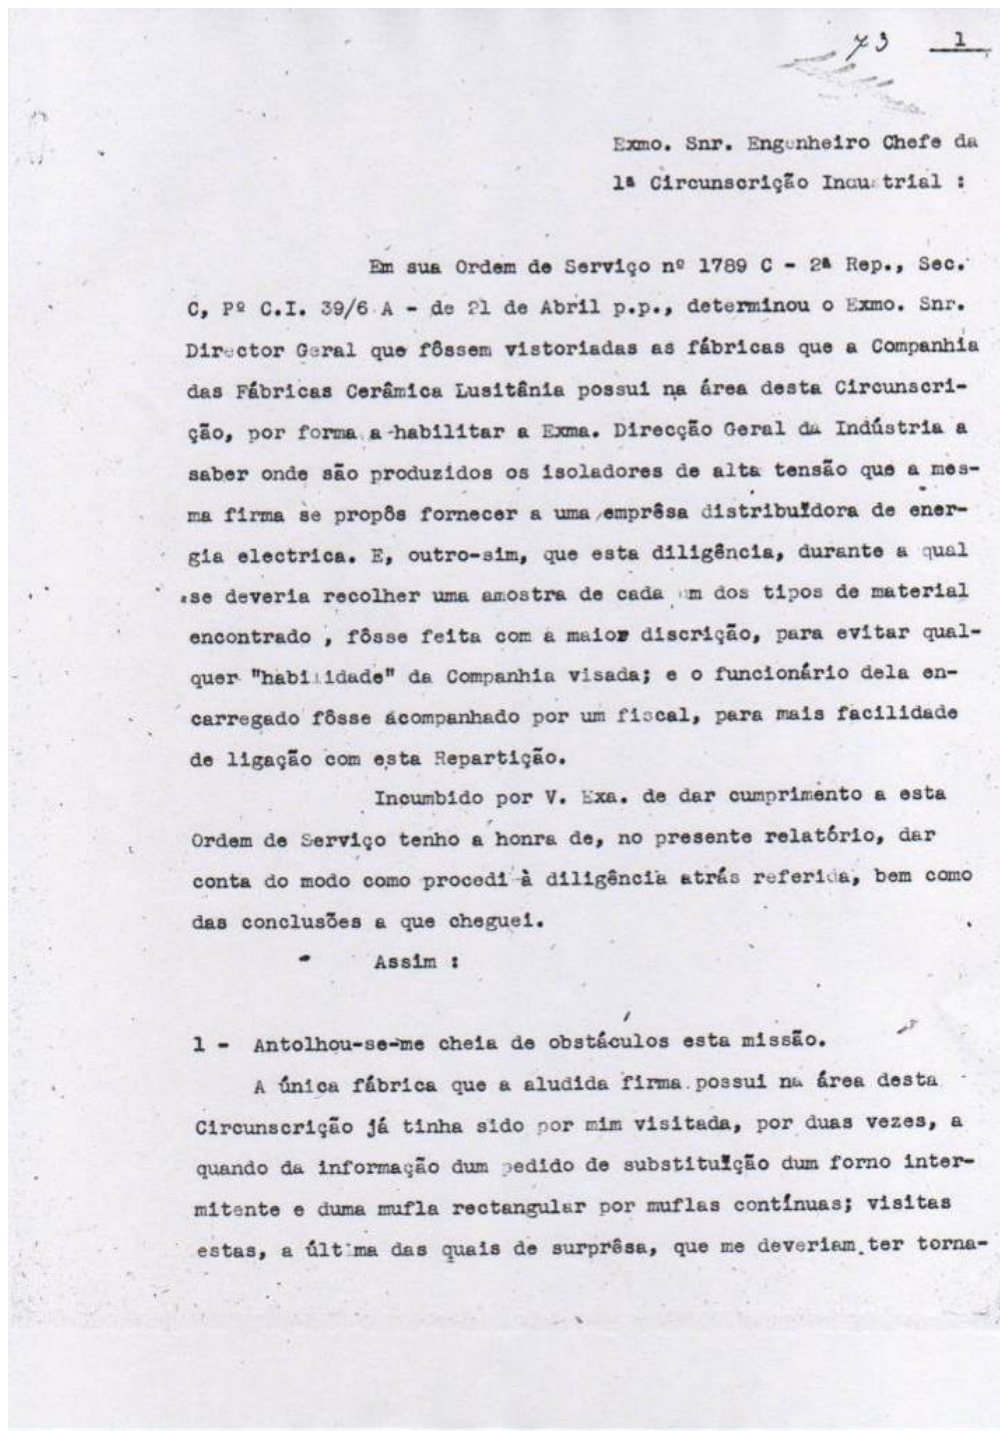 73 1
Exmo. Snr. Engenheiro Chefe da
1ª Circunscrição Industrial :
Em sua Ordem de Serviço nº 1789 C - 2ª Rep., Sec.
C, Pº C.I. 39/6 A - de 21 de Abril p.p., determinou o Exmo. Snr.
Director Geral que fôssem vistoriadas as fábricas que a Companhia
das Fábricas Cerâmica Lusitânia possui na área desta Circunscri-
ção, por forma a habilitar a Exma. Direcção Geral da Indústria a
saber onde são produzidos os isoladores de alta tensão que a mes-
ma firma se propôs fornecer a uma emprêsa distribuïdora de ener-
gia electrica. E, outro-sim, que esta diligência, durante a qual
se deveria recolher uma amostra de cada um dos tipos de material
encontrado , fôsse feita com a maior discrição, para evitar qual-
quer "habilidade" da Companhia visada; e o funcionário dela en-
carregado fôsse acompanhado por um fiscal, para mais facilidade
de ligação com esta Repartição.
Incumbido por V. Exa. de dar cumprimento a esta
Ordem de Serviço tenho a honra de, no presente relatório, dar
conta do modo como procedi à diligência atrás referida, bem como
das conclusões a que cheguei.
Assim :
1 - Antolhou-se-me cheia de obstáculos esta missão.
A única fábrica que a aludida firma possui na área desta
Circunscrição já tinha sido por mim visitada, por duas vezes, a
quando da informação dum pedido de substituïção dum forno inter-
mitente e duma mufla rectangular por muflas contínuas; visitas
estas, a última das quais de surprêsa, que me deveriam ter torna-